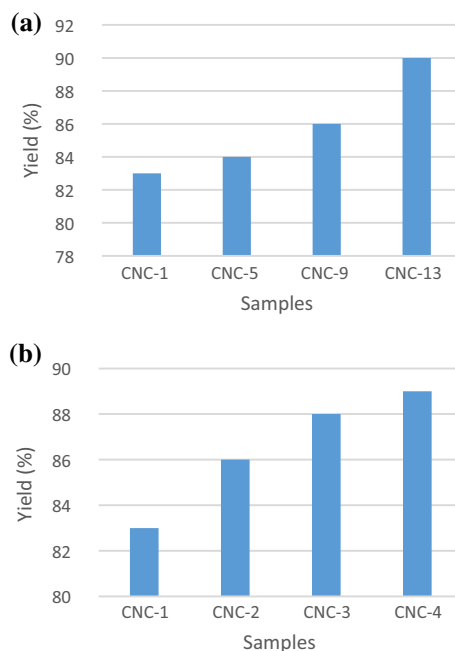 (a)
92
90
88
86
84
82
80
78
Yield (%)
CNC-1 CNC-5 CNC-9 CNC-13
Samples
(b)
90
88
86
84
82
80
Yield (%)
CNC-1 CNC-2 CNC-3 CNC-4
Samples